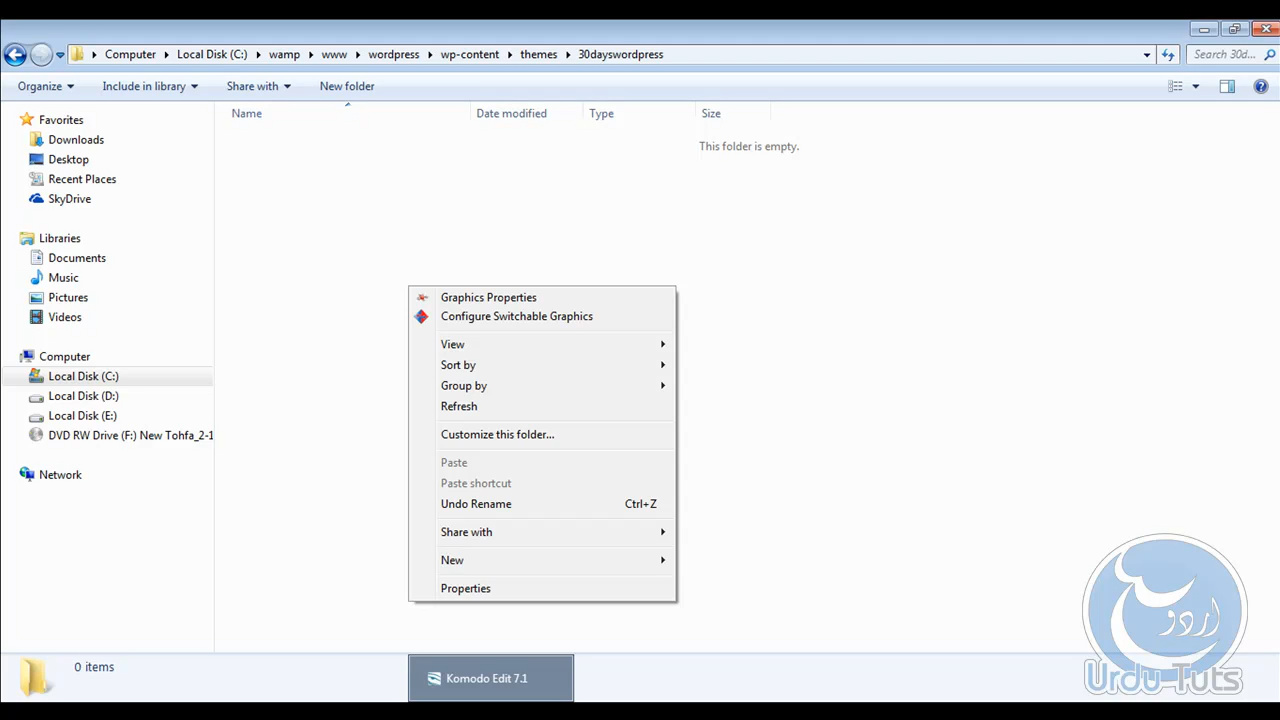 Computer Local Disk (C:) wamp www wordpress wp-content themes 30dayswordpress
Search 30d...
Organize Include in library Share with New folder
Name Date modified Type Size
This folder is empty.
Favorites
Downloads
Desktop
Recent Places
SkyDrive
Libraries
Documents
Music
Pictures
Videos
Computer
Local Disk (C:)
Local Disk (D:)
Local Disk (E:)
DVD RW Drive (F:) New Tohfa_2-1
Network
Graphics Properties
Configure Switchable Graphics
View
Sort by
Group by
Refresh
Customize this folder...
Paste
Paste shortcut
Undo Rename Ctrl+Z
Share with
New
Properties
0 items
Komodo Edit 7.1
اردو
Urdu Tuts